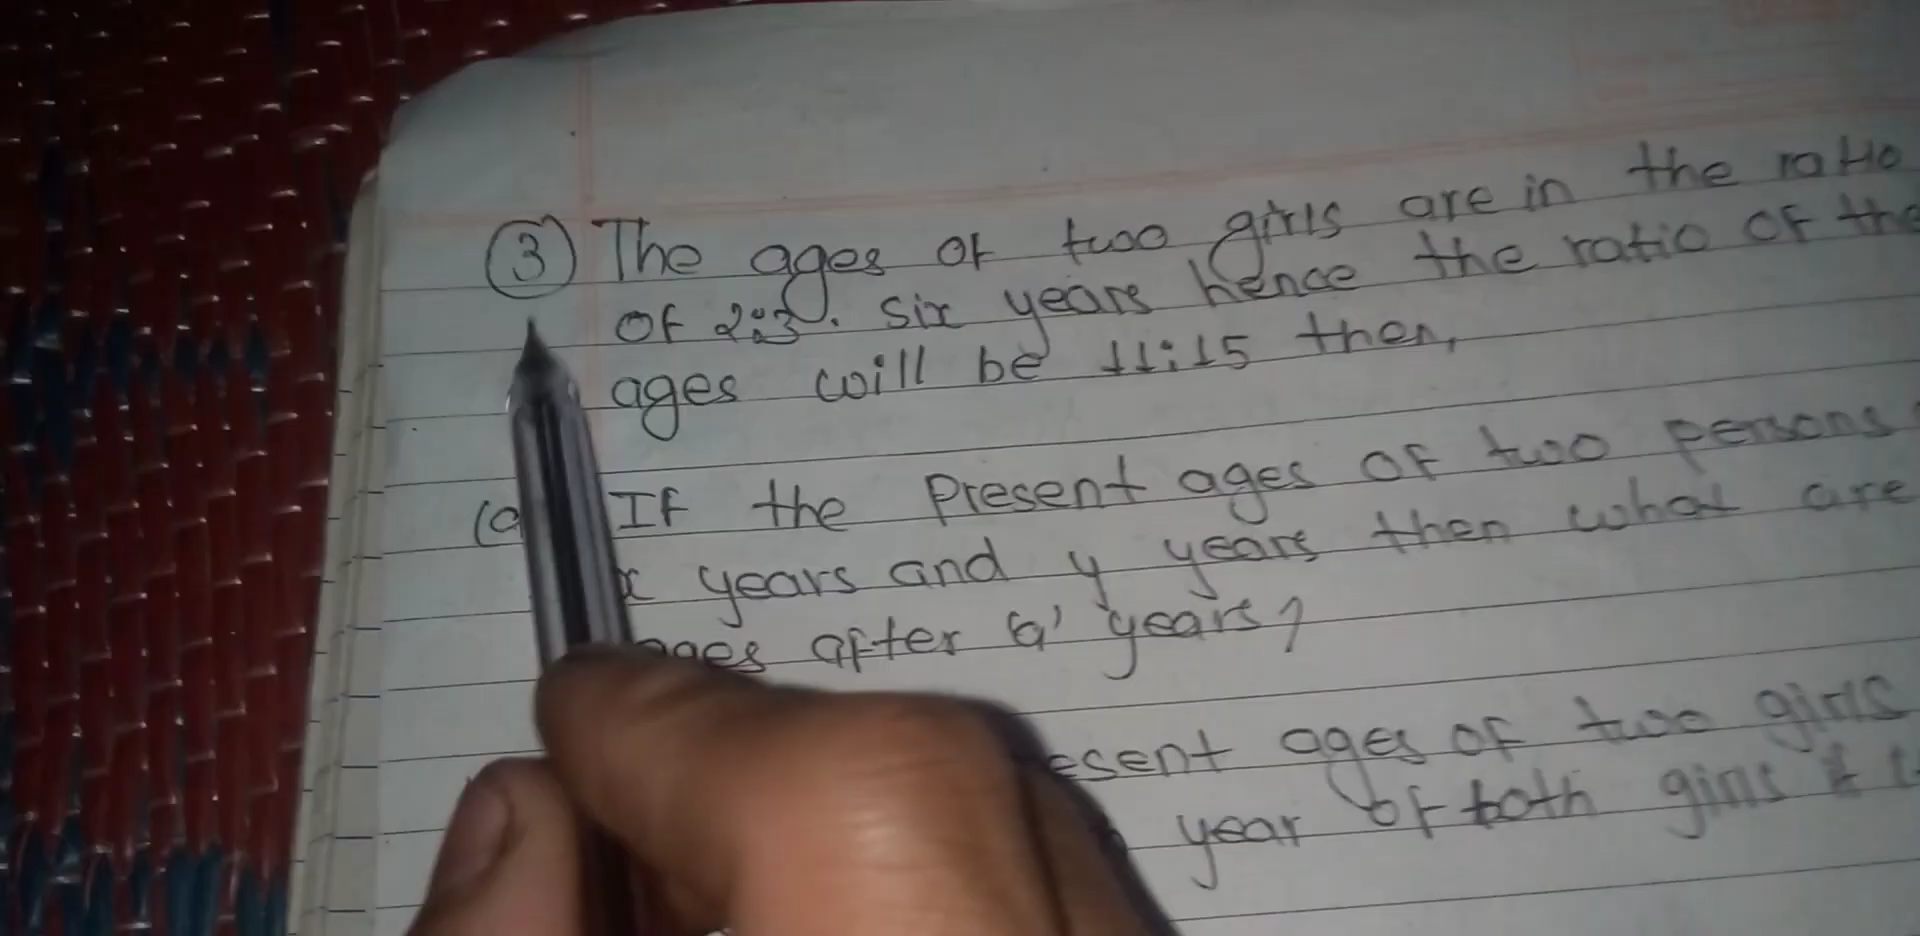 ③ The ages of two girls are in the ratio
of 2:3. six years hence the ratio of the
ages will be 11:15 then,
If the Present ages of two persons
x years and y years then what are
ages after 'a' years?
ages of two girls
year of both girls